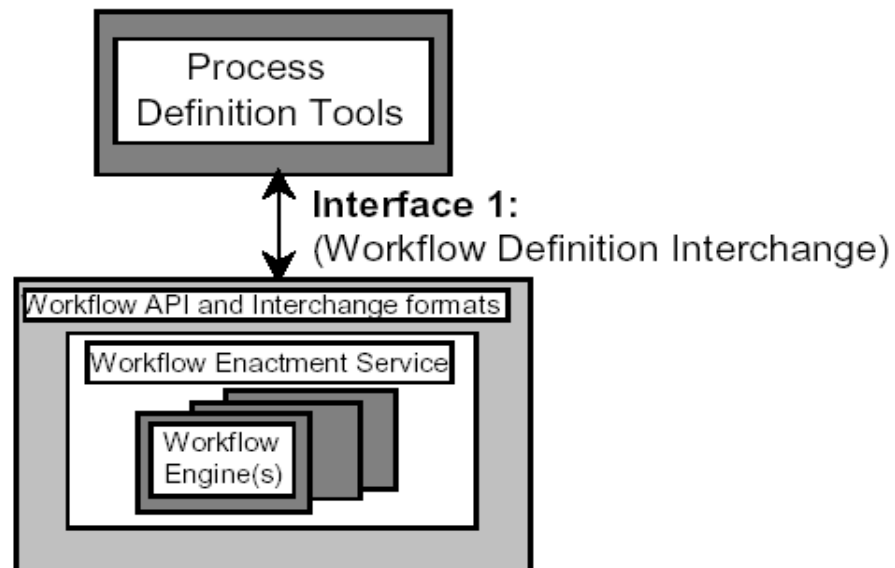 Process
Definition Tools
Interface 1:
(Workflow Definition Interchange)
Workflow API and Interchange formats
Workflow Enactment Service
Workflow
Engine(s)